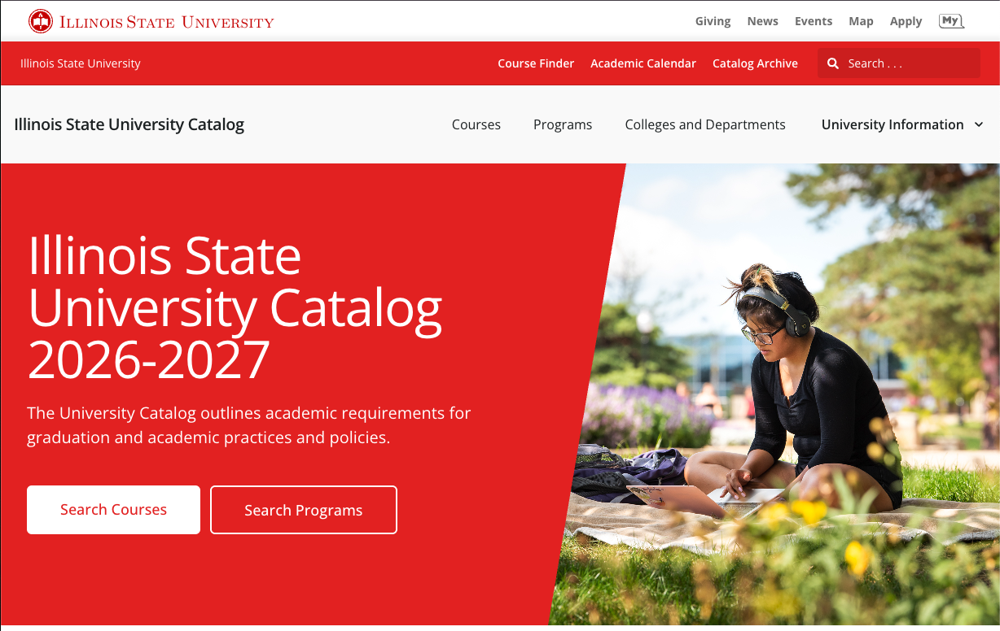 Illinois State University
Giving News Events Map Apply My
Illinois State University
Course Finder Academic Calendar Catalog Archive Search . . .
Illinois State University Catalog
Courses Programs Colleges and Departments University Information
Illinois State
University Catalog
2026-2027
The University Catalog outlines academic requirements for
graduation and academic practices and policies.
Search Courses Search Programs